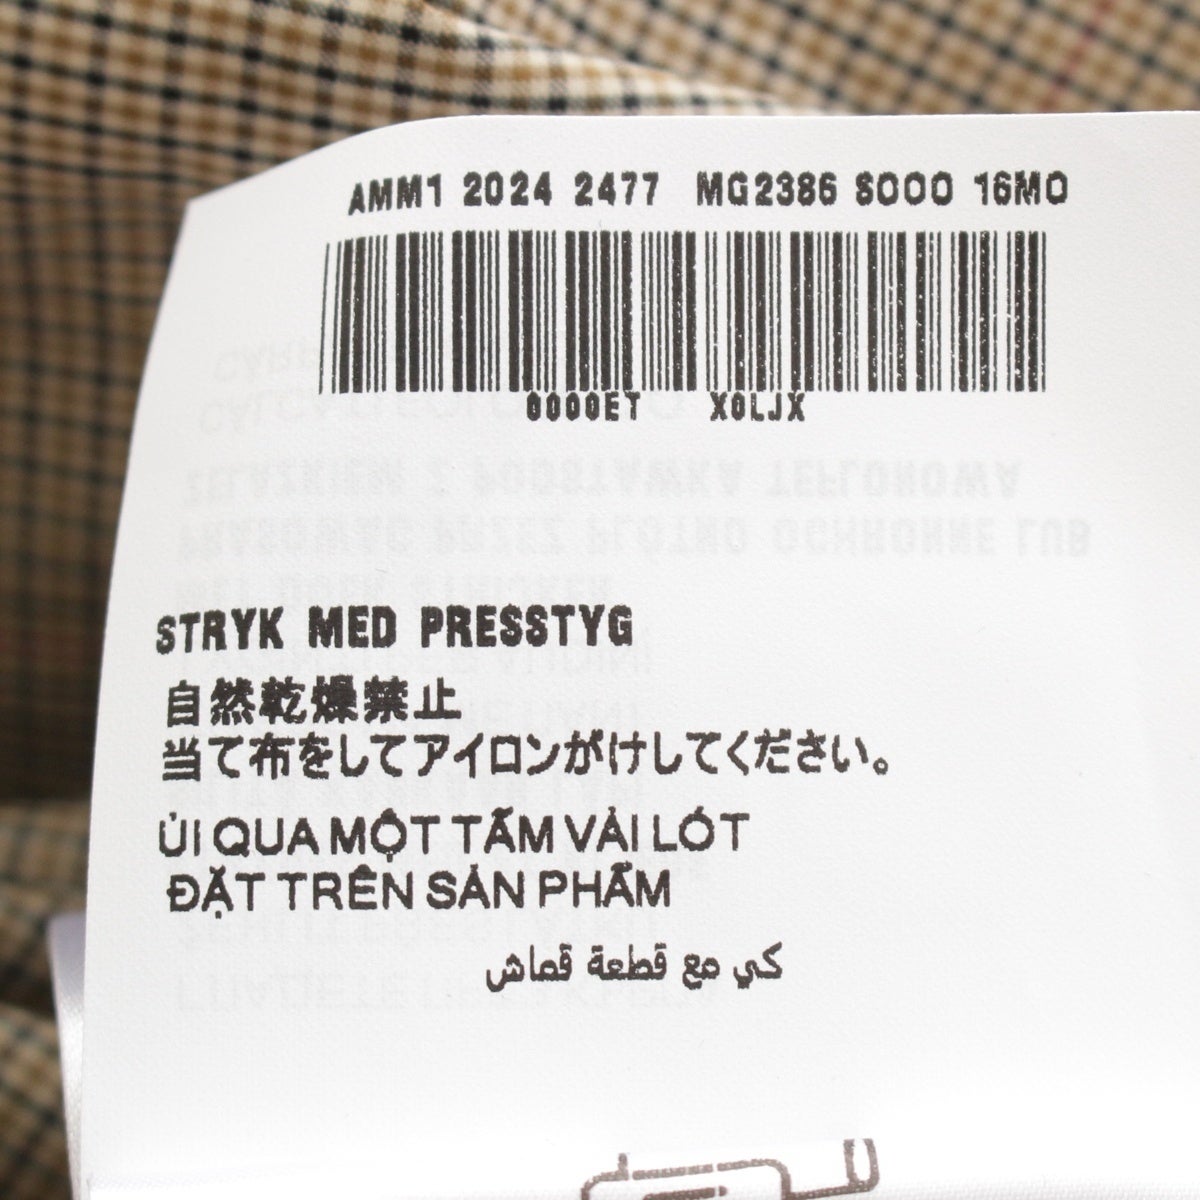 AMM1 2024 2477 MG2386 S000 16MO
0000ET X0LJX
STRYK MED PRESSTYG
自然乾燥禁止
当て布をしてアイロンがけしてください。
ỦI QUA MỘT TẤM VẢI LÓT
ĐẶT TRÊN SẢN PHẨM
كي مع قطعة قماش